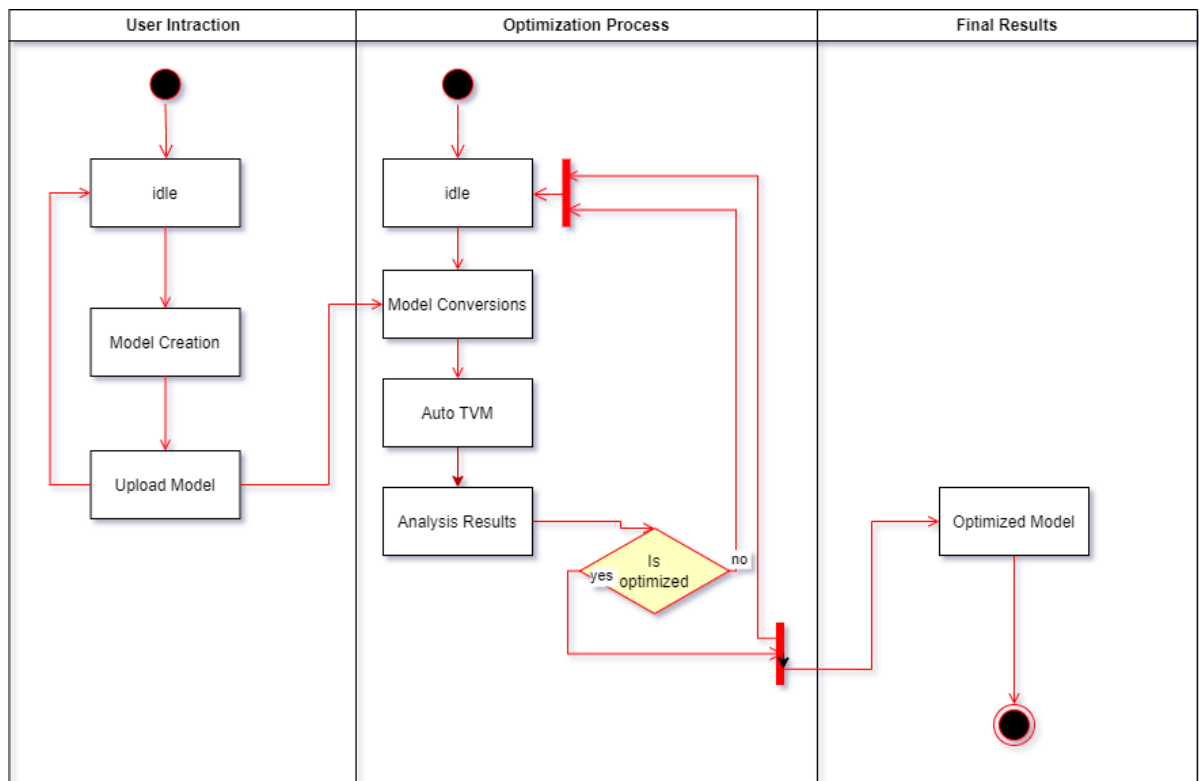 User Intraction
Optimization Process
Final Results
idle
Model Creation
Upload Model
idle
Model Conversions
Auto TVM
Analysis Results
Is
optimized
yes
no
Optimized Model